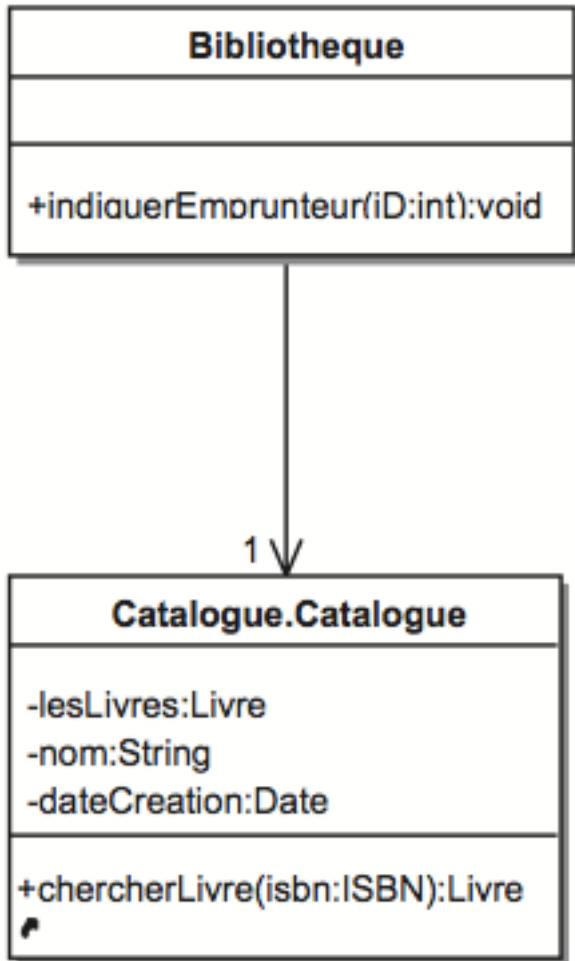 Bibliotheque
+indiquerEmprunteur(iD:int):void
1
Catalogue.Catalogue
-lesLivres:Livre
-nom:String
-dateCreation:Date
+chercherLivre(isbn:ISBN):Livre